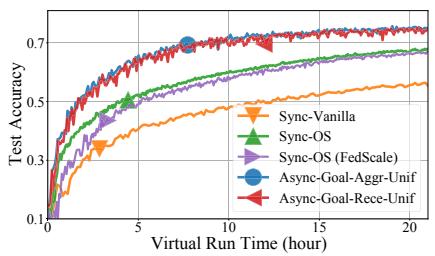 Test Accuracy
0.7
0.5
0.3
0.1
0
5
10
15
20
Virtual Run Time (hour)
Sync-Vanilla
Sync-OS
Sync-OS (FedScale)
Async-Goal-Aggr-Unif
Async-Goal-Rece-Unif